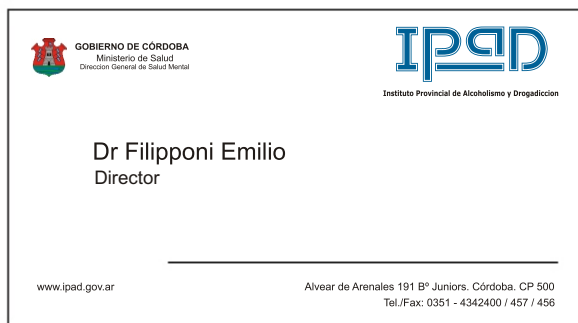 GOBIERNO DE CÓRDOBA
Ministerio de Salud
Direccion General de Salud Mental
IPAD
Instituto Provincial de Alcoholismo y Drogadiccion
Dr Filipponi Emilio
Director
www.ipad.gov.ar
Alvear de Arenales 191 Bº Juniors. Córdoba. CP 500
Tel./Fax: 0351 - 4342400 / 457 / 456